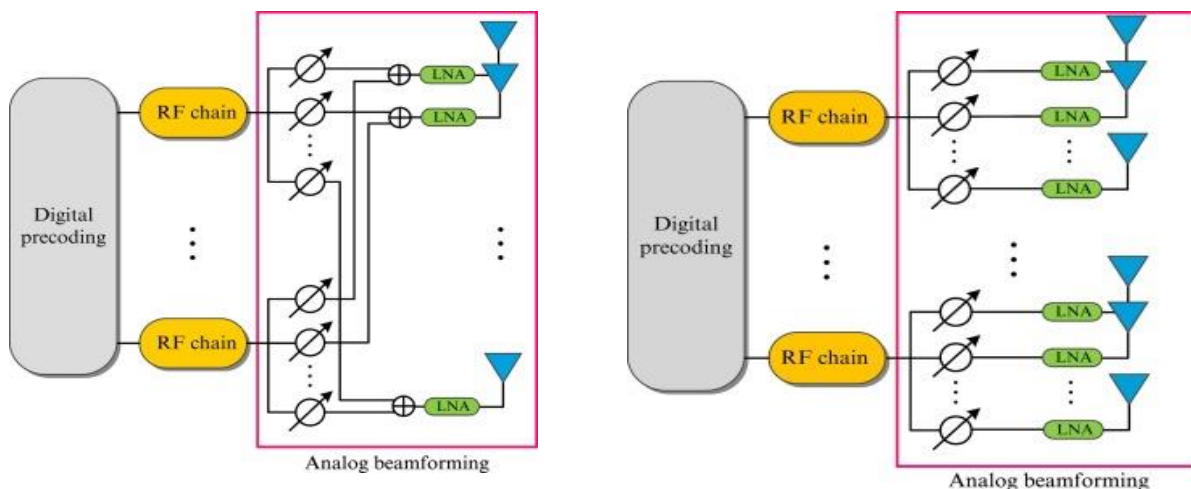 LNA
LNA
RF chain
Digital
precoding
RF chain
LNA
Analog beamforming
LNA
LNA
RF chain
LNA
Digital
precoding
LNA
RF chain
LNA
LNA
Analog beamforming